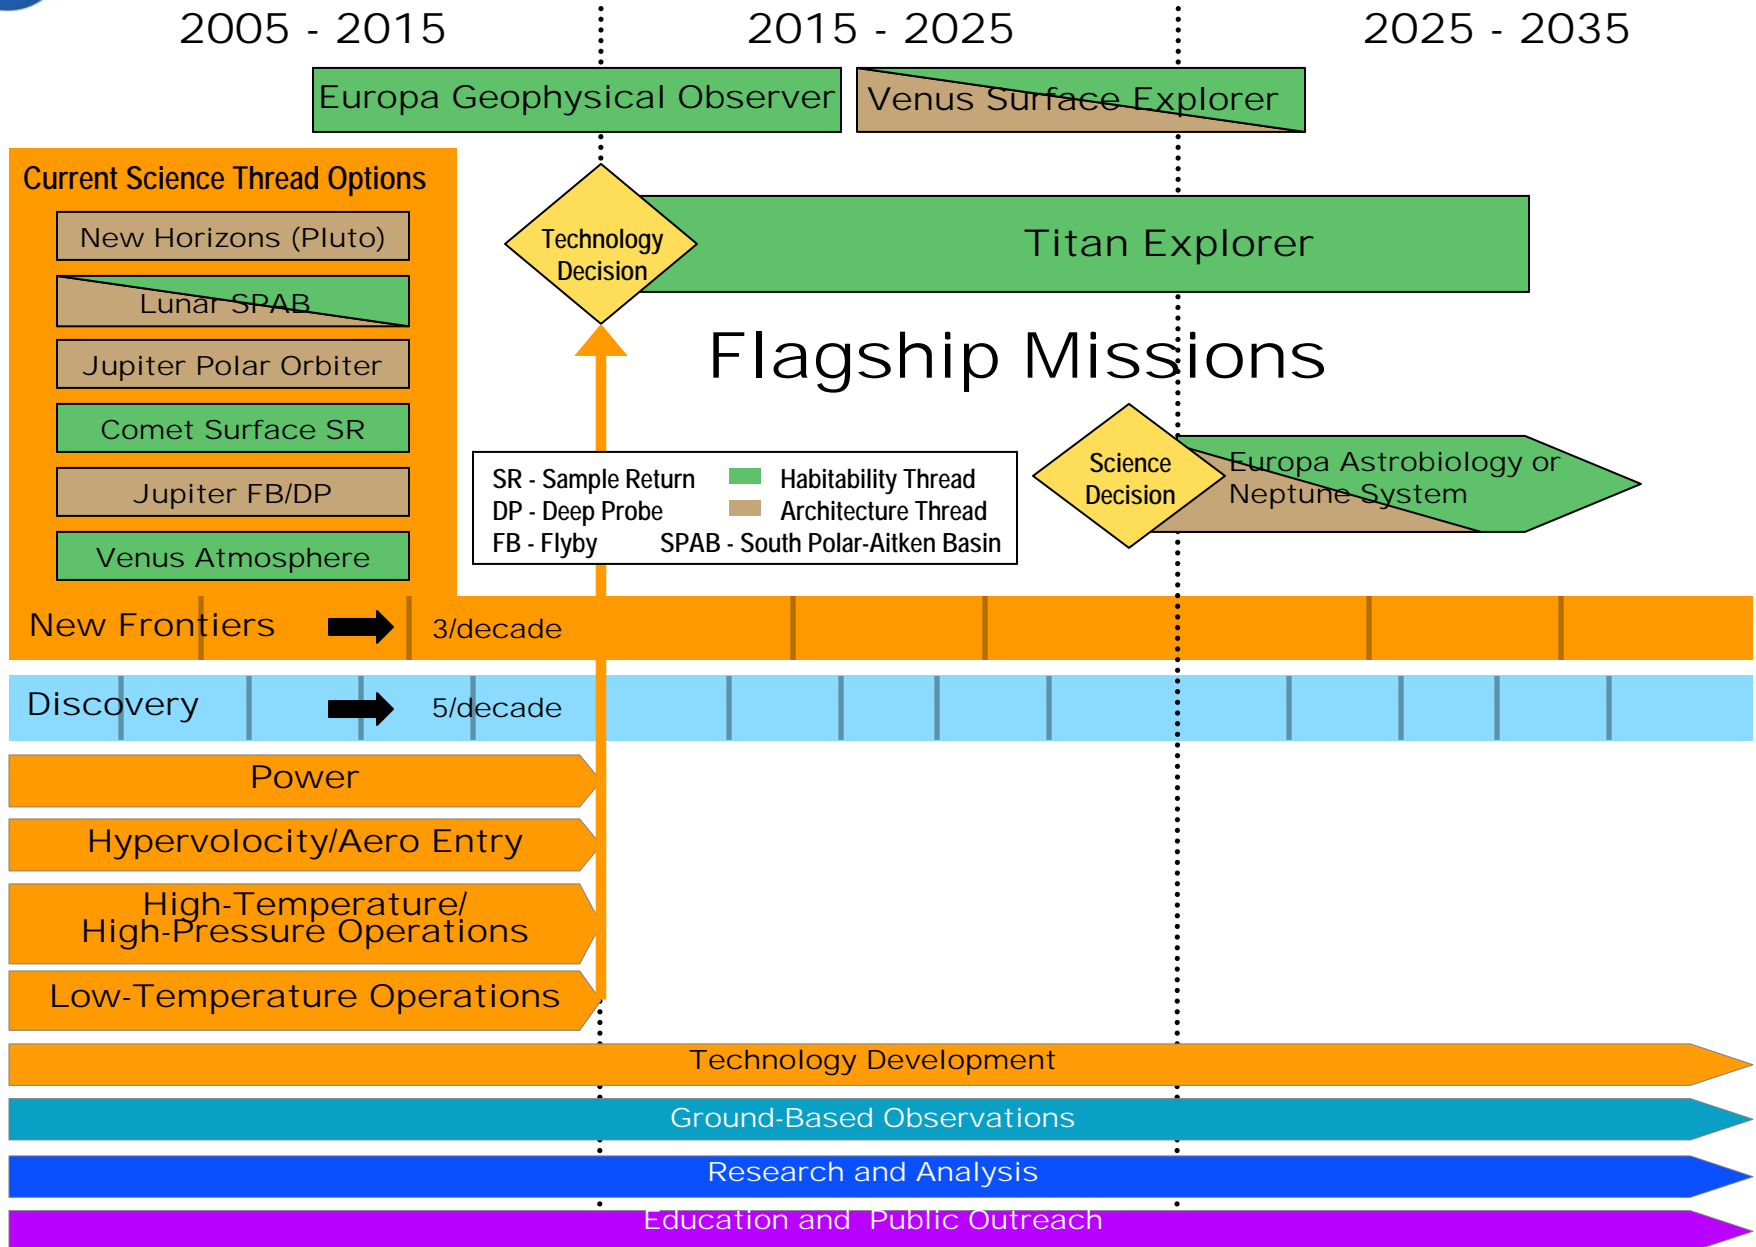 2005 - 2015
2015 - 2025
2025 - 2035
Europa Geophysical Observer
Venus Surface Explorer
Current Science Thread Options
New Horizons (Pluto)
Lunar SPAB
Jupiter Polar Orbiter
Comet Surface SR
Jupiter FB/DP
Venus Atmosphere
Technology
Decision
Titan Explorer
Flagship Missions
SR - Sample Return
Habitability Thread
DP - Deep Probe
Architecture Thread
FB - Flyby
SPAB - South Polar-Aitken Basin
Science
Decision
Europa Astrobiology or
Neptune System
New Frontiers
3/decade
Discovery
5/decade
Power
Hypervolocity/Aero Entry
High-Temperature/
High-Pressure Operations
Low-Temperature Operations
Technology Development
Ground-Based Observations
Research and Analysis
Education and Public Outreach